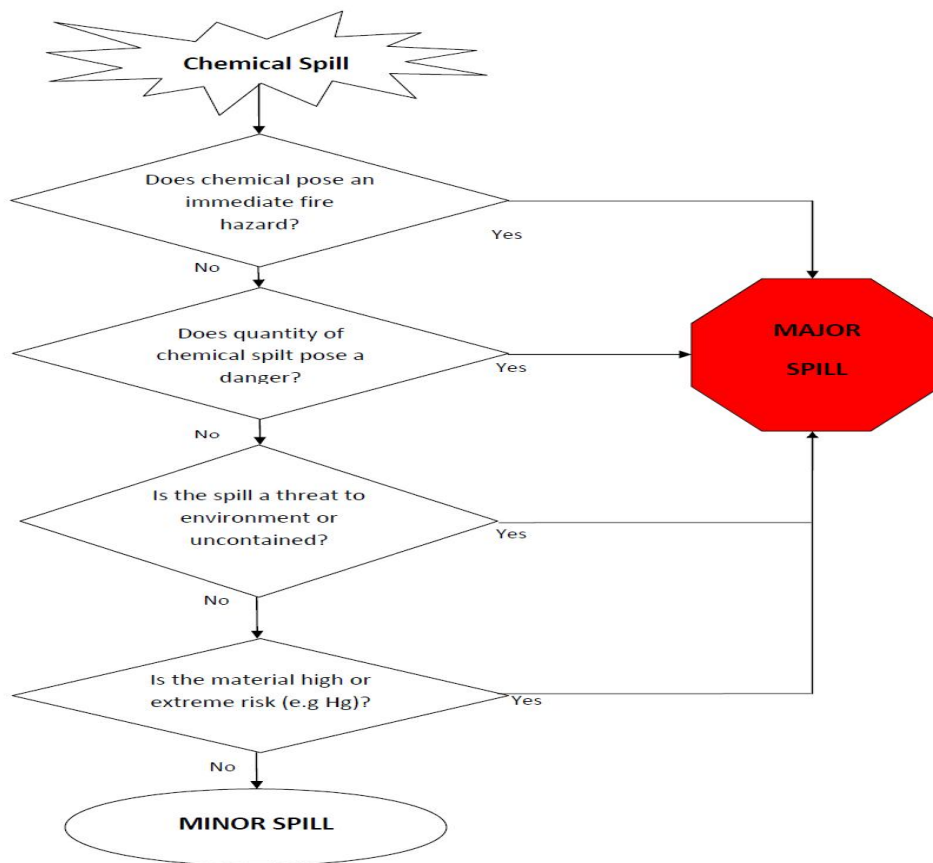 Chemical Spill
Does chemical pose an
immediate fire
hazard?
Yes
No
Does quantity of
chemical spilt pose a
danger?
Yes
MAJOR
SPILL
No
Is the spill a threat to
environment or
uncontained?
Yes
No
Is the material high or
extreme risk (e.g Hg)?
Yes
No
MINOR SPILL